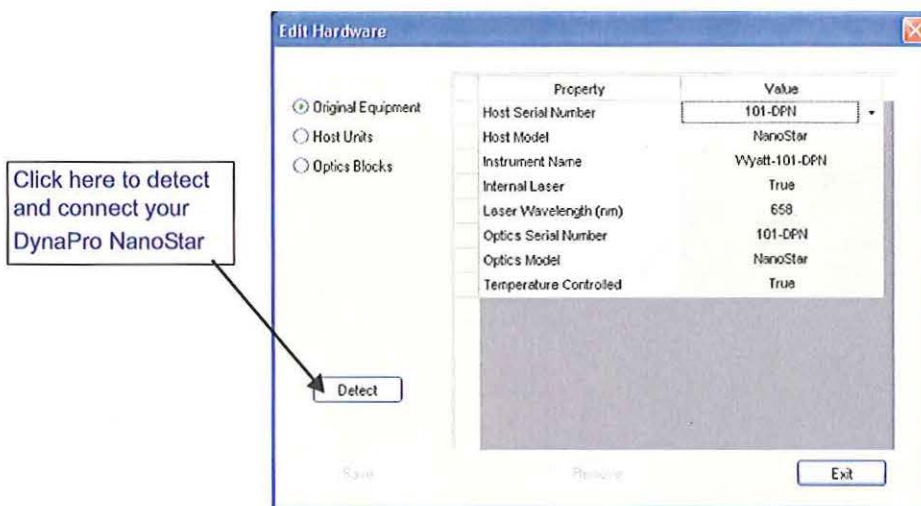 Edit Hardware
Original Equipment
Host Units
Optics Blocks
Property Value
Host Serial Number 101-DPN
Host Model NanoStar
Instrument Name Wyatt-101-DPN
Internal Laser True
Laser Wavelength (nm) 658
Optics Serial Number 101-DPN
Optics Model NanoStar
Temperature Controlled True
Click here to detect
and connect your
DynaPro NanoStar
Detect
Save Remove Exit